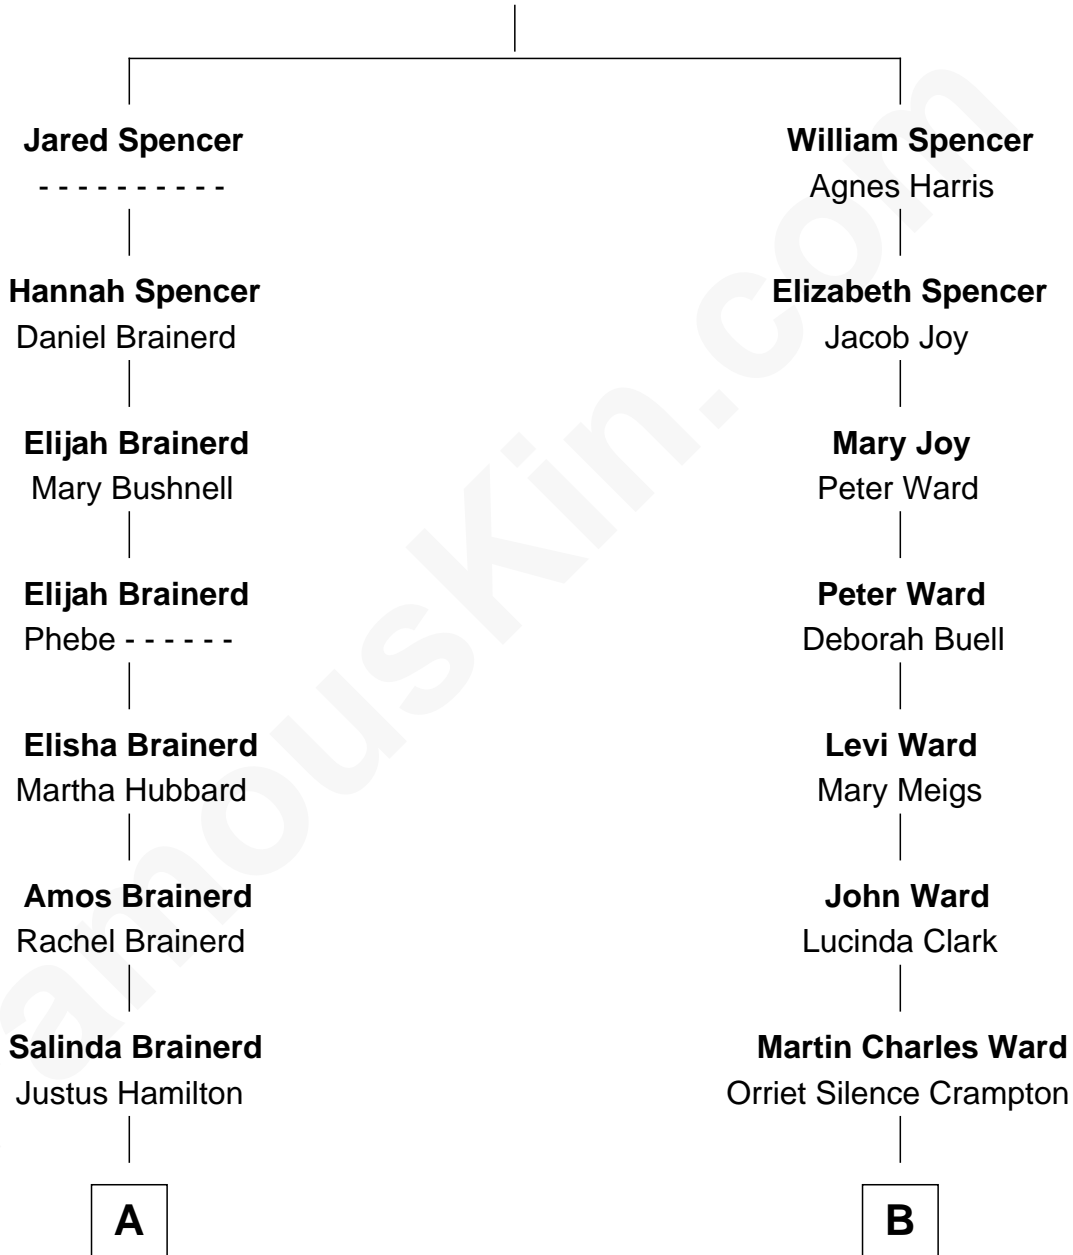 Jared Spencer
- - - - - - - - - -
Hannah Spencer
Daniel Brainerd
Elijah Brainerd
Mary Bushnell
Elijah Brainerd
Phebe - - - - - -
Elisha Brainerd
Martha Hubbard
Amos Brainerd
Rachel Brainerd
Salinda Brainerd
Justus Hamilton
A
William Spencer
Agnes Harris
Elizabeth Spencer
Jacob Joy
Mary Joy
Peter Ward
Peter Ward
Deborah Buell
Levi Ward
Mary Meigs
John Ward
Lucinda Clark
Martin Charles Ward
Orriet Silence Crampton
B
amousKin.com